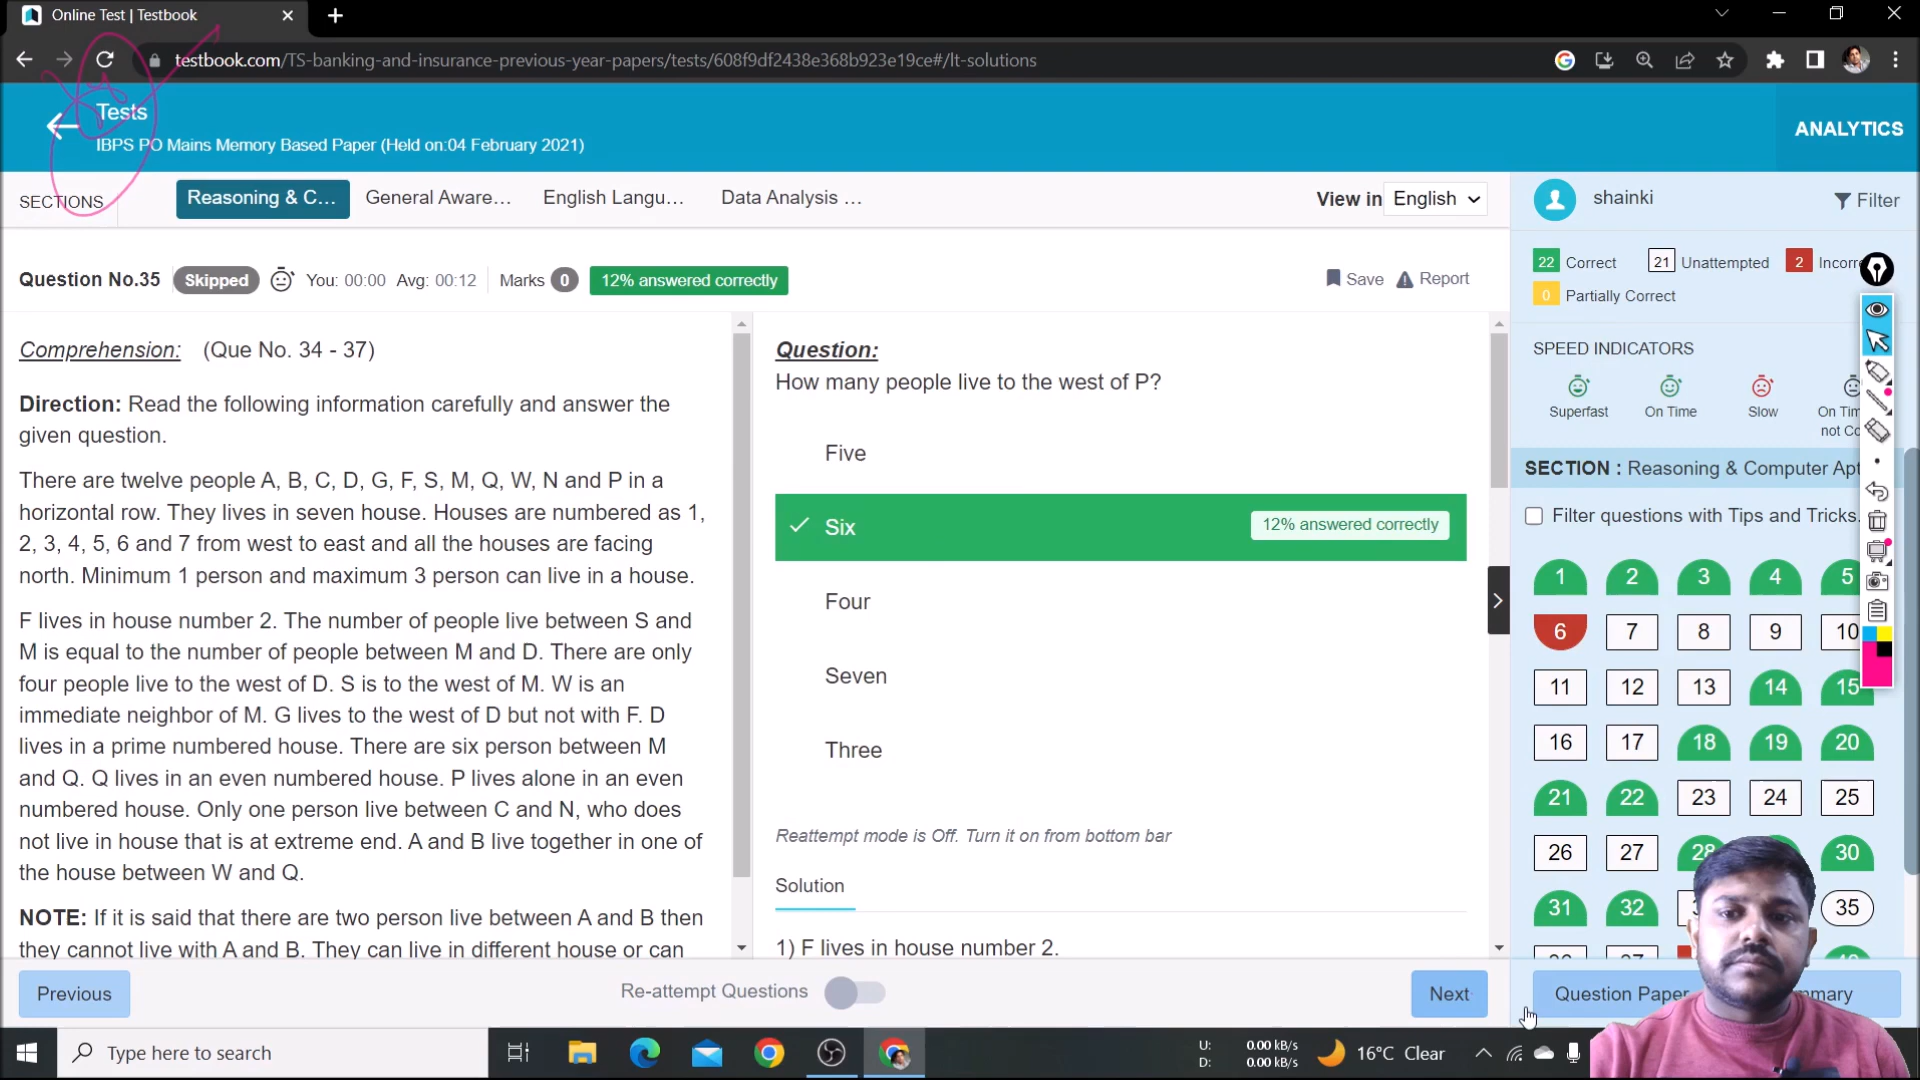 Online Test | Testbook
testbook.com/TS-banking-and-insurance-previous-year-papers/tests/608f9df2438e368b923e19ce#/lt-solutions
Tests
IBPS PO Mains Memory Based Paper (Held on:04 February 2021)
ANALYTICS
SECTIONS
Reasoning & C...
General Aware...
English Langu...
Data Analysis ...
View in English
shainki
Filter
Question No.35 Skipped You: 00:00 Avg: 00:12 Marks 0 12% answered correctly
Save Report
22 Correct 21 Unattempted 2 Incorre
0 Partially Correct
Comprehension: (Que No. 34 - 37)
Direction: Read the following information carefully and answer the
given question.
There are twelve people A, B, C, D, G, F, S, M, Q, W, N and P in a
horizontal row. They lives in seven house. Houses are numbered as 1,
2, 3, 4, 5, 6 and 7 from west to east and all the houses are facing
north. Minimum 1 person and maximum 3 person can live in a house.
F lives in house number 2. The number of people live between S and
M is equal to the number of people between M and D. There are only
four people live to the west of D. S is to the west of M. W is an
immediate neighbor of M. G lives to the west of D but not with F. D
lives in a prime numbered house. There are six person between M
and Q. Q lives in an even numbered house. P lives alone in an even
numbered house. Only one person live between C and N, who does
not live in house that is at extreme end. A and B live together in one of
the house between W and Q.
NOTE: If it is said that there are two person live between A and B then
they cannot live with A and B. They can live in different house or can
Question:
How many people live to the west of P?
Five
Six
12% answered correctly
Four
Seven
Three
Reattempt mode is Off. Turn it on from bottom bar
Solution
1) F lives in house number 2.
SPEED INDICATORS
Superfast On Time Slow On Tim
not Co
SECTION : Reasoning & Computer Apt
Filter questions with Tips and Tricks.
1 2 3 4 5
6 7 8 9 10
11 12 13 14 15
16 17 18 19 20
21 22 23 24 25
26 27 28 30
31 32 35
Previous
Re-attempt Questions
Next
Question Paper
mmary
Type here to search
U: 0.00 kB/s
D: 0.00 kB/s
16°C Clear